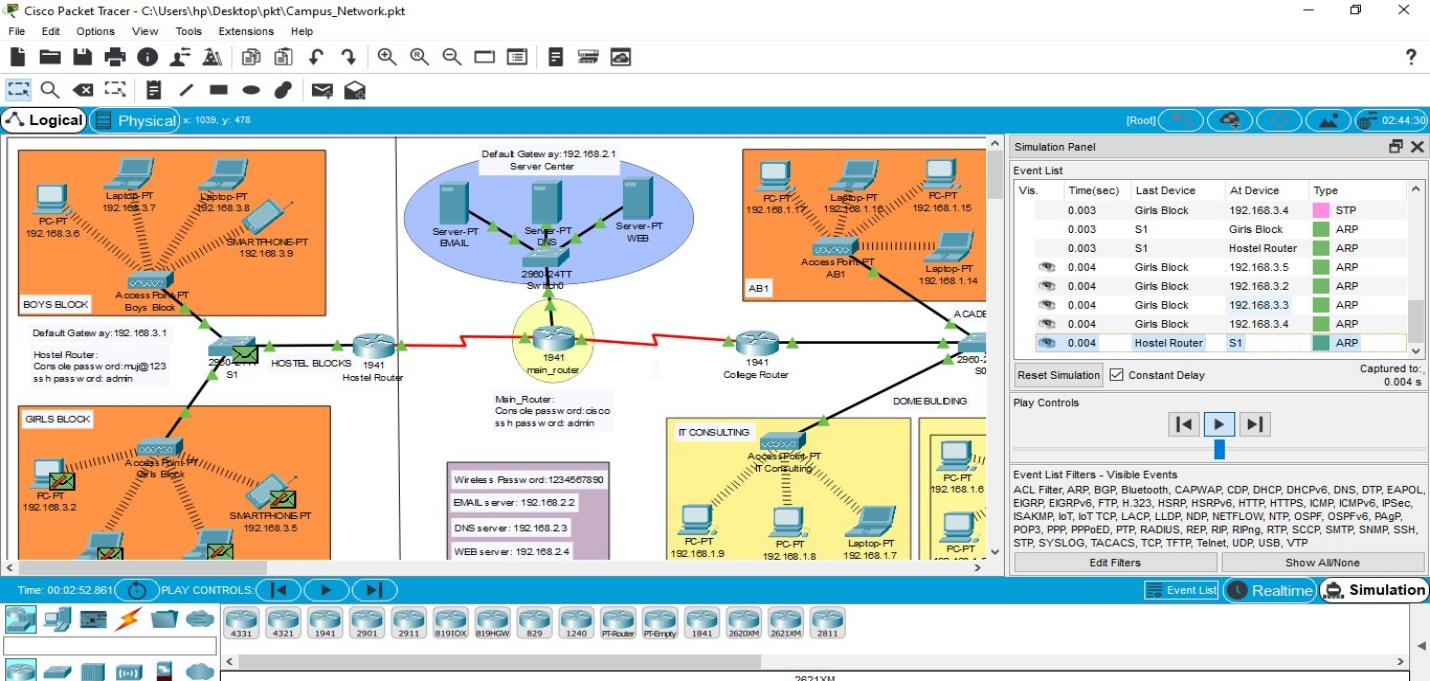 Cisco Packet Tracer - C:\Users\hp\Desktop\pkt\Campus_Network.pkt
File Edit Options View Tools Extensions Help
?
Logical Physical x: 1039, y: 478 [Root] 02:44:30
BOYS BLOCK
PC-PT
192.168.3.6
Laptop-PT
192.168.3.7
Laptop-PT
192.168.3.8
SMARTPHONE-PT
192.168.3.9
Access Point-PT
Boys Block
Default Gateway:192.168.3.1
Hostel Router:
Console password:muj@123
ssh password: admin
S1
HOSTEL BLOCKS
1941
Hostel Router
GIRLS BLOCK
Access Point-PT
Girls Block
PC-PT
192.168.3.2
SMARTPHONE-PT
192.168.3.5
Default Gateway:192.168.2.1
Server Center
Server-PT
EMAIL
Server-PT
DNS
Server-PT
WEB
2960-24TT
Switch0
1941
main_router
Main_Router:
Console password:cisco
ssh password: admin
Wireless Password:1234567890
EMAIL server: 192.168.2.2
DNS server: 192.168.2.3
WEB server: 192.168.2.4
1941
College Router
AB1
PC-PT
Laptop-PT
PC-PT
192.168.1.15
Access Point-PT
AB1
Laptop-PT
192.168.1.14
DOME BUILDING
IT CONSULTING
Access Point-PT
IT Consulting
PC-PT
192.168.1.9
PC-PT
192.168.1.8
Laptop-PT
192.168.1.7
PC-PT
192.168.1.6
PC-PT
Simulation Panel
Event List
Vis. Time(sec) Last Device At Device Type
0.003 Girls Block 192.168.3.4 STP
0.003 S1 Girls Block ARP
0.003 S1 Hostel Router ARP
0.004 Girls Block 192.168.3.5 ARP
0.004 Girls Block 192.168.3.2 ARP
0.004 Girls Block 192.168.3.3 ARP
0.004 Girls Block 192.168.3.4 ARP
0.004 Hostel Router S1 ARP
Reset Simulation Constant Delay Captured to:
0.004 s
Play Controls
Event List Filters - Visible Events
ACL Filter, ARP, BGP, Bluetooth, CAPWAP, CDP, DHCP, DHCPv6, DNS, DTP, EAPOL,
EIGRP, EIGRPv6, FTP, H.323, HSRP, HSRPv6, HTTP, HTTPS, ICMP, ICMPv6, IPSec,
ISAKMP, IoT, IoT TCP, LACP, LLDP, NDP, NETFLOW, NTP, OSPF, OSPFv6, PAgP,
POP3, PPP, PPPoED, PTP, RADIUS, REP, RIP, RIPng, RTP, SCCP, SMTP, SNMP, SSH,
STP, SYSLOG, TACACS, TCP, TFTP, Telnet, UDP, USB, VTP
Edit Filters Show All/None
Time: 00:02:52.861 PLAY CONTROLS: Event List Realtime Simulation
4331 4321 1941 2901 2911 819IOX 819HGW 829 1240 PT-Router PT-Empty 1841 2620XM 2621XM 2811
2621XM